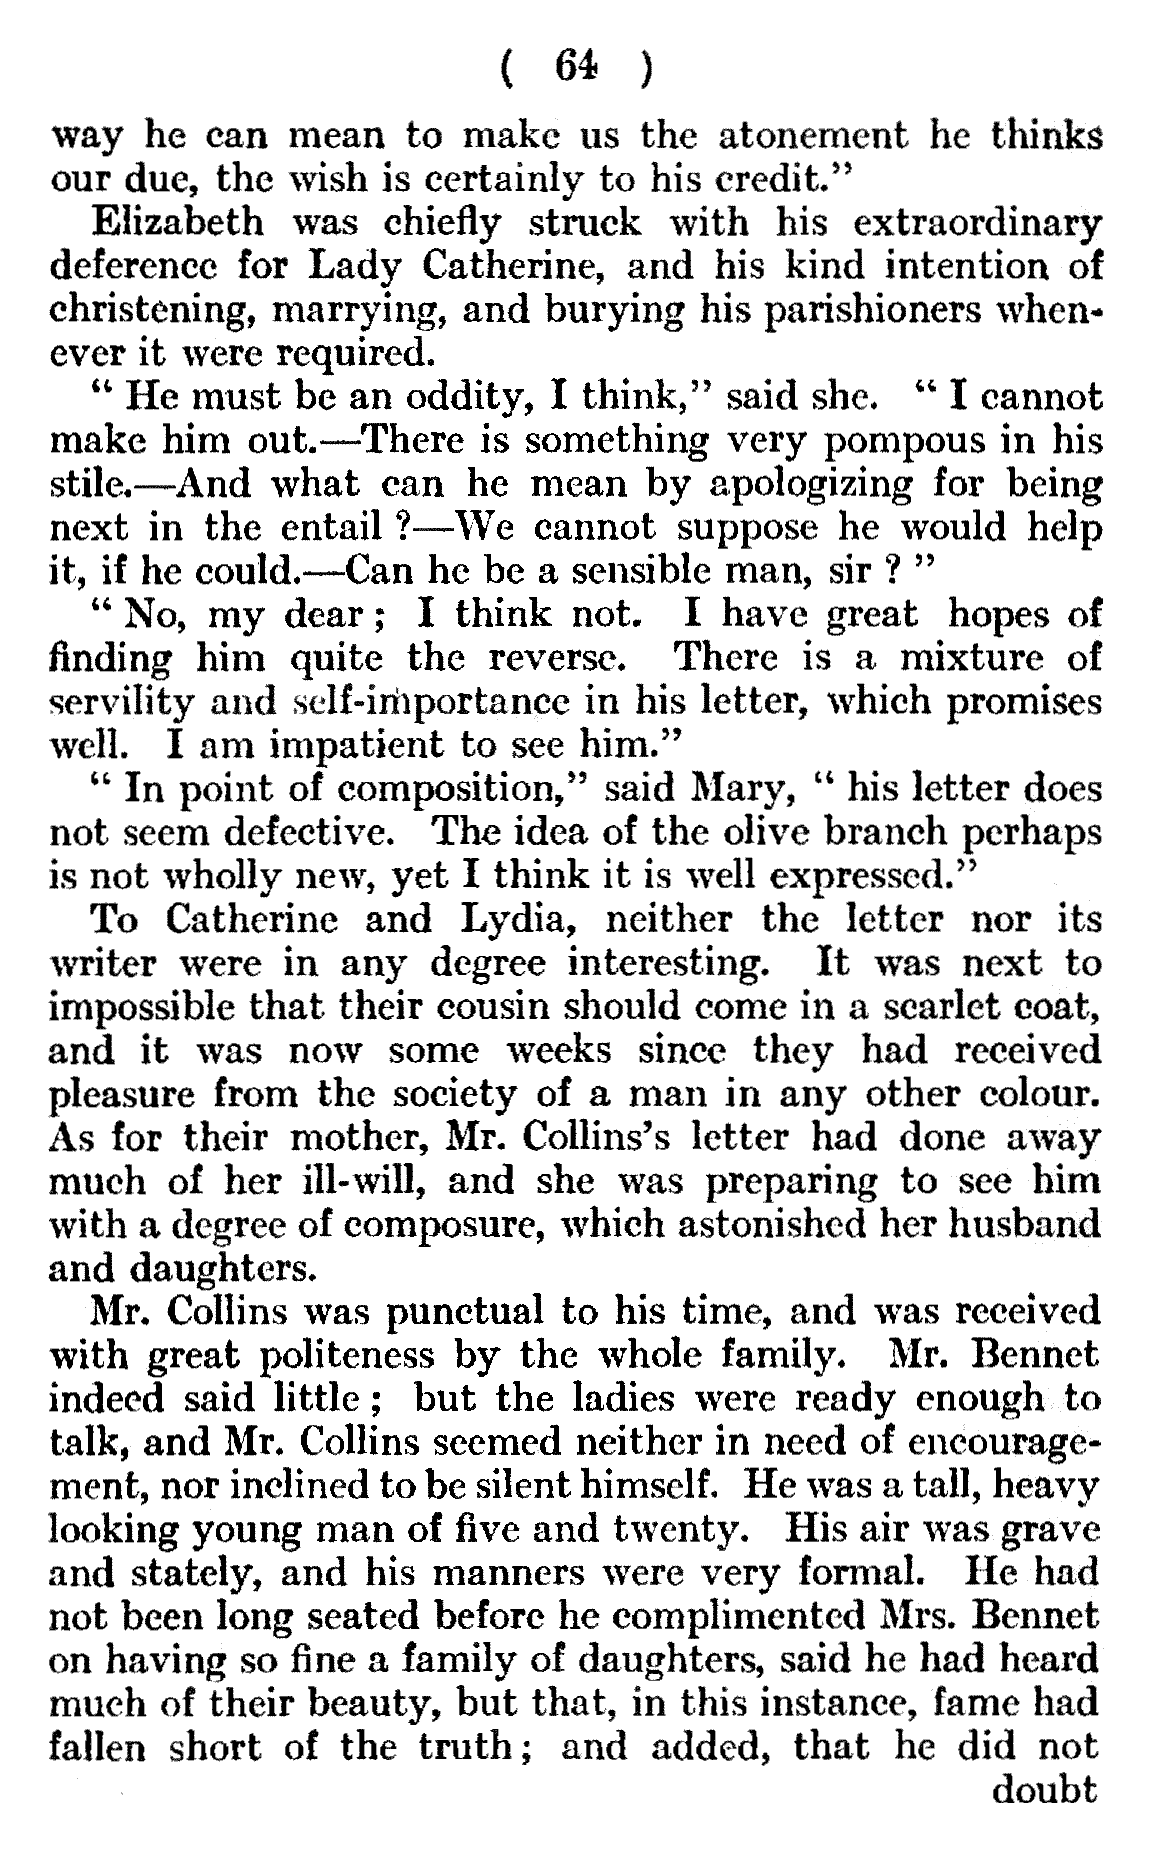 ( 64 )
way he can mean to make us the atonement he thinks
our due, the wish is certainly to his credit.”
Elizabeth was chiefly struck with his extraordinary
deference for Lady Catherine, and his kind intention of
christening, marrying, and burying his parishioners when-
ever it were required.
“ He must be an oddity, I think,” said she. “ I cannot
make him out.—There is something very pompous in his
stile.—And what can he mean by apologizing for being
next in the entail ?—We cannot suppose he would help
it, if he could.—Can he be a sensible man, sir ? ”
“ No, my dear ; I think not. I have great hopes of
finding him quite the reverse. There is a mixture of
servility and self-importance in his letter, which promises
well. I am impatient to see him.”
“ In point of composition,” said Mary, “ his letter does
not seem defective. The idea of the olive branch perhaps
is not wholly new, yet I think it is well expressed.”
To Catherine and Lydia, neither the letter nor its
writer were in any degree interesting. It was next to
impossible that their cousin should come in a scarlet coat,
and it was now some weeks since they had received
pleasure from the society of a man in any other colour.
As for their mother, Mr. Collins’s letter had done away
much of her ill-will, and she was preparing to see him
with a degree of composure, which astonished her husband
and daughters.
Mr. Collins was punctual to his time, and was received
with great politeness by the whole family. Mr. Bennet
indeed said little ; but the ladies were ready enough to
talk, and Mr. Collins seemed neither in need of encourage-
ment, nor inclined to be silent himself. He was a tall, heavy
looking young man of five and twenty. His air was grave
and stately, and his manners were very formal. He had
not been long seated before he complimented Mrs. Bennet
on having so fine a family of daughters, said he had heard
much of their beauty, but that, in this instance, fame had
fallen short of the truth ; and added, that he did not
doubt